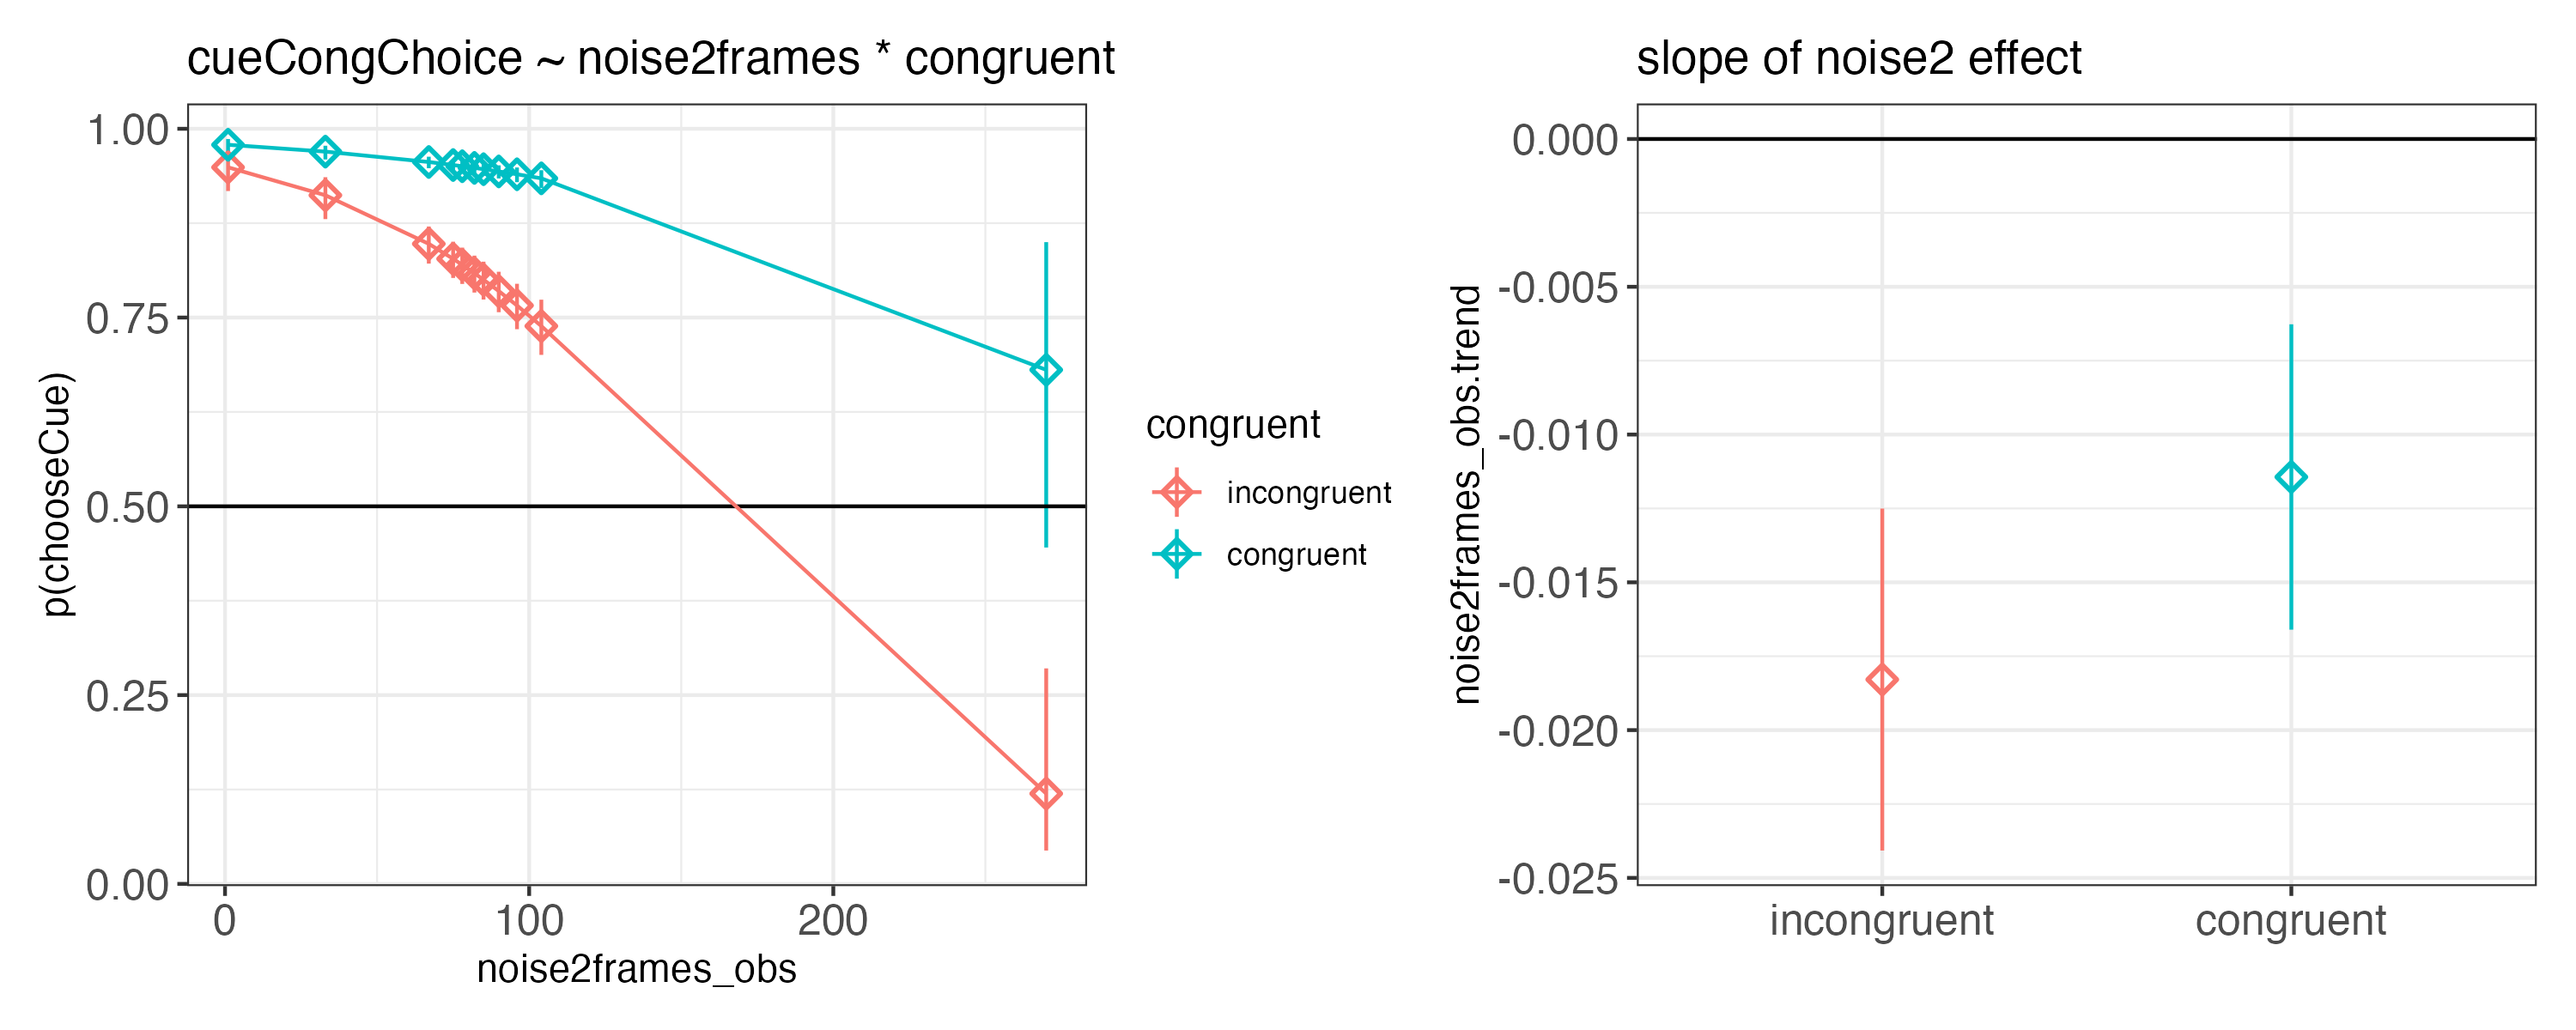 cueCongChoice ~ noise2frames * congruent
1.00
0.75
0.50
0.25
0.00
p(chooseCue)
0
100
200
noise2frames_obs
congruent
incongruent
congruent
slope of noise2 effect
0.000
-0.005
-0.010
-0.015
-0.020
-0.025
noise2frames_obs.trend
incongruent
congruent